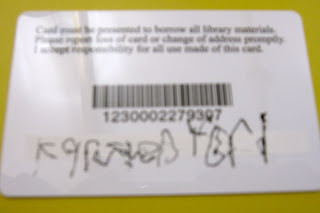 Card must be presented to borrow all library materials.
Please report loss of card or change of address promptly.
I accept responsibility for all use made of this card.
1230002279307